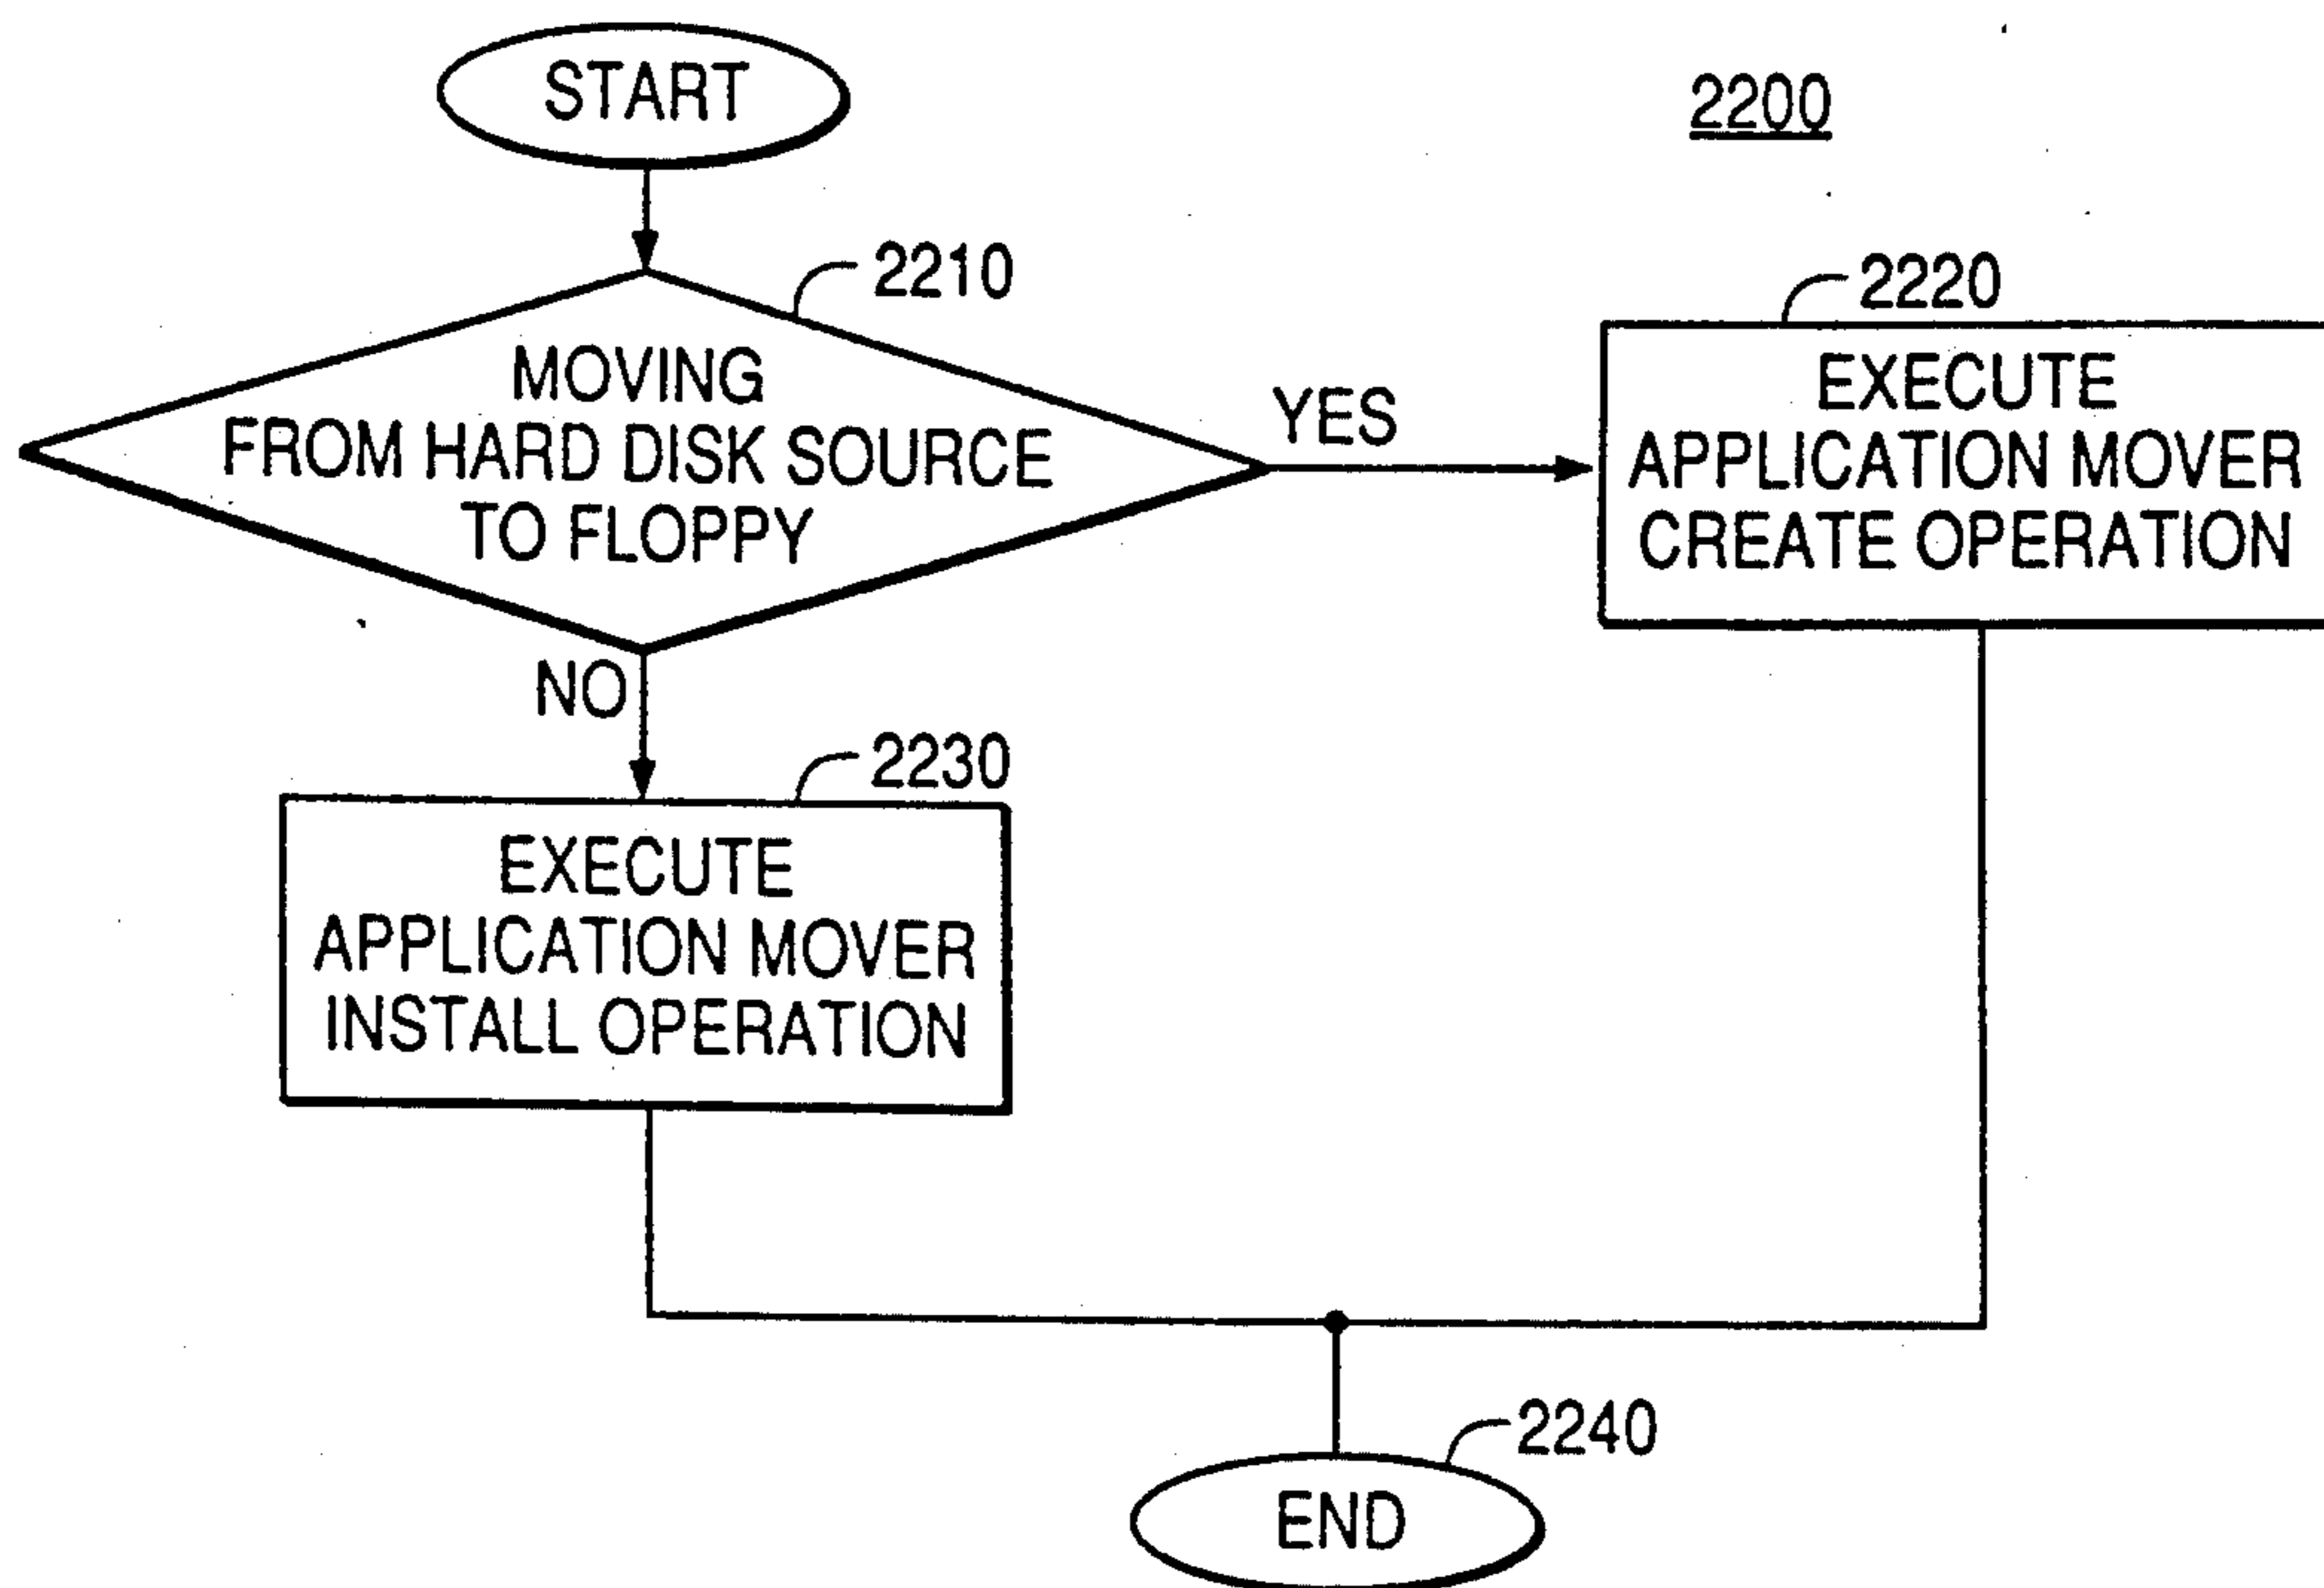 START
2200
2210
MOVING
FROM HARD DISK SOURCE
TO FLOPPY
YES
2220
EXECUTE
APPLICATION MOVER
CREATE OPERATION
NO
2230
EXECUTE
APPLICATION MOVER
INSTALL OPERATION
2240
END